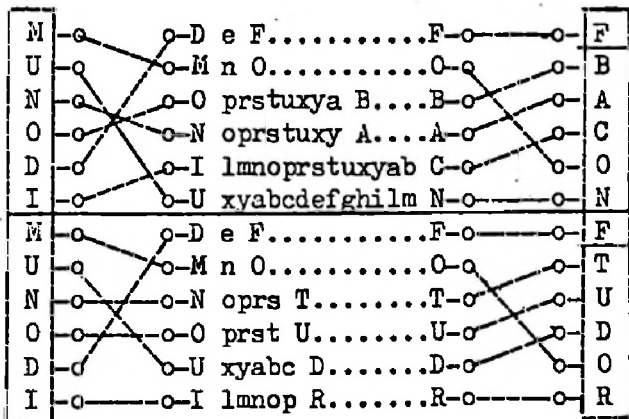 M D e F..........F F
U M n O..........O B
N O prstuxya B....B A
O N oprstuxy A....A C
D I lmnoprstuxyab C O
I U xyabcdefghilm N N
M D e F..........F F
U M n O..........O T
N N oprs T........T U
O O prst U........U D
D U xyabc D.......D O
I I lmnop R.......R R